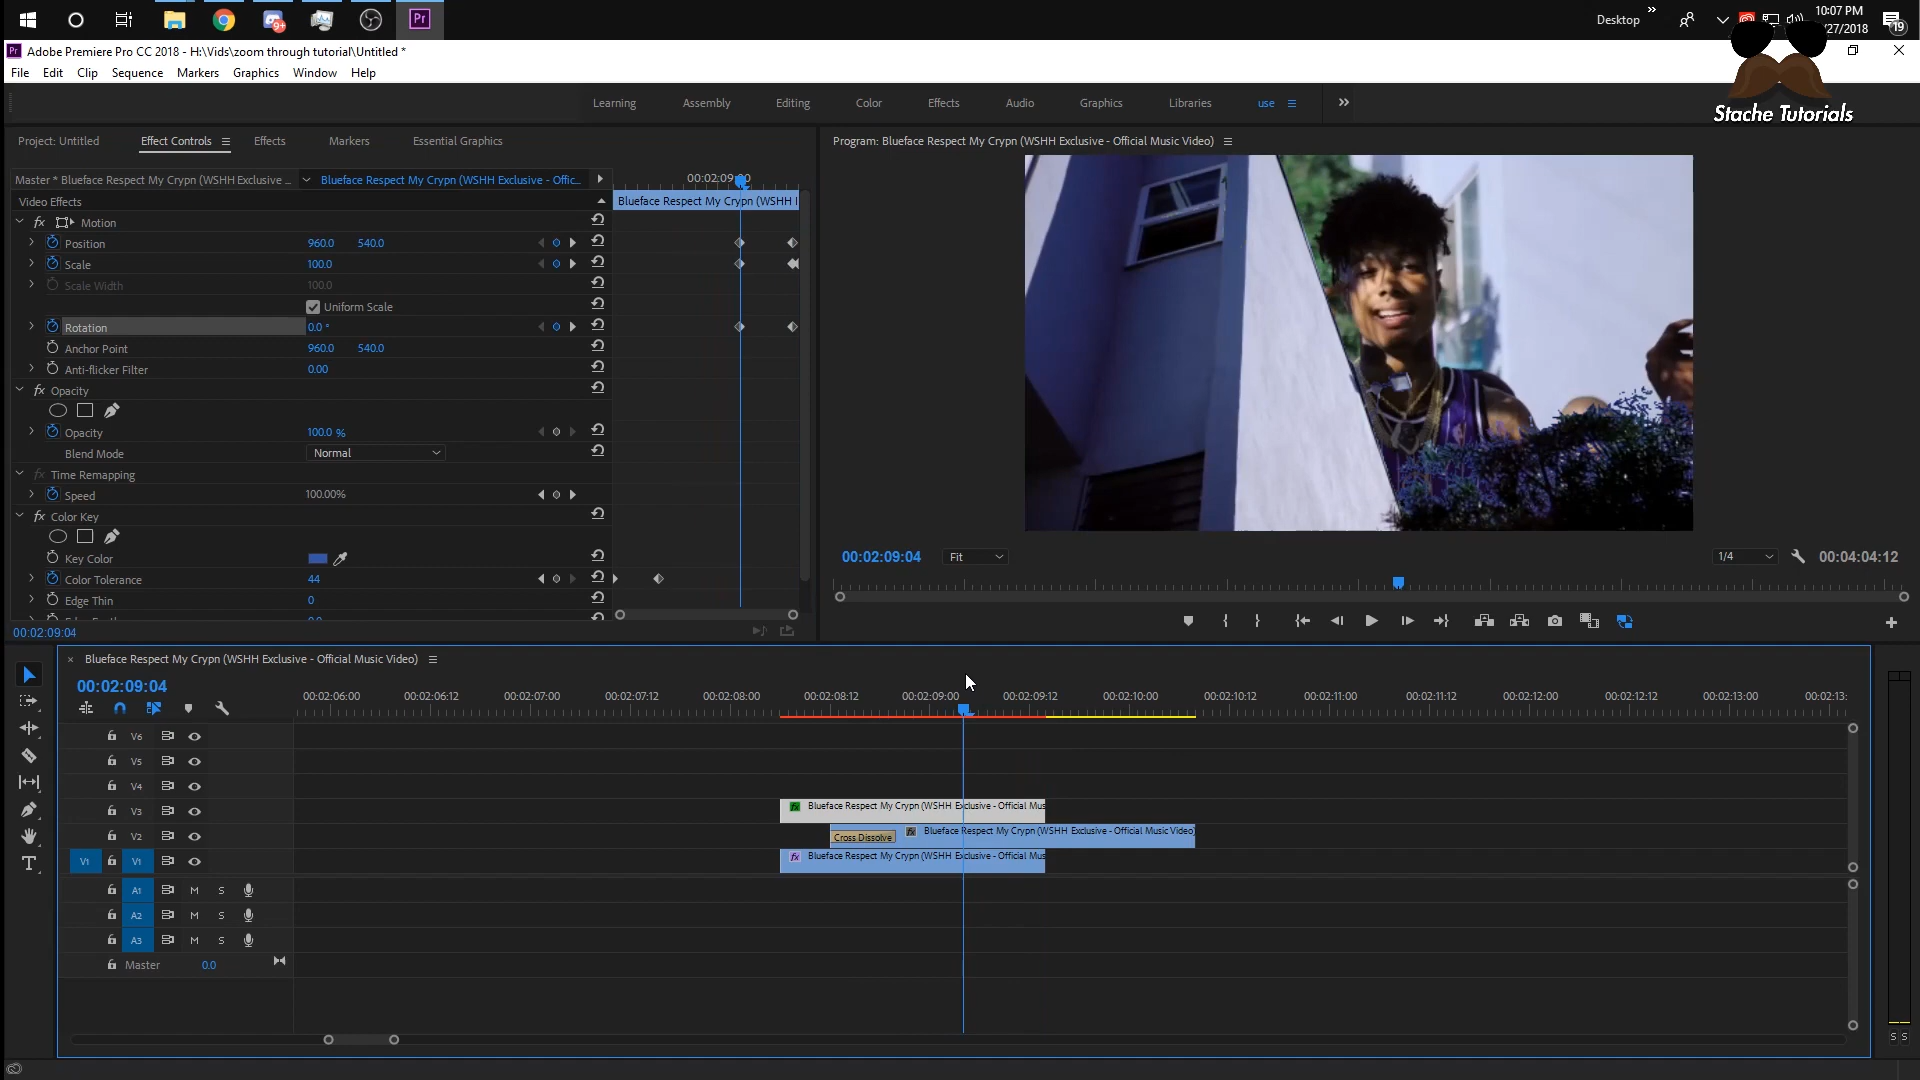 Desktop
10:07 PM
/27/2018
19
9+
Pr
Pr Adobe Premiere Pro CC 2018 - H:\Vids\zoom through tutorial\Untitled *
File Edit Clip Sequence Markers Graphics Window Help
Stache Tutorials
Learning Assembly Editing Color Effects Audio Graphics Libraries use
Project: Untitled Effect Controls Effects Markers Essential Graphics
Program: Blueface Respect My Crypn (WSHH Exclusive - Official Music Video)
Master * Blueface Respect My Crypn (WSHH Exclusive ... Blueface Respect My Crypn (WSHH Exclusive - Offic...
00:02:09:00
Video Effects
Blueface Respect My Crypn (WSHH
fx Motion
Position 960.0 540.0
Scale 100.0
Scale Width 100.0
Uniform Scale
Rotation 0.0 °
Anchor Point 960.0 540.0
Anti-flicker Filter 0.00
fx Opacity
Opacity 100.0 %
Blend Mode Normal
fx Time Remapping
Speed 100.00%
fx Color Key
Key Color
Color Tolerance 44
Edge Thin 0
00:02:09:04
00:02:09:04 Fit 1/4 00:04:04:12
Blueface Respect My Crypn (WSHH Exclusive - Official Music Video)
00:02:09:04
00:02:06:00 00:02:06:12 00:02:07:00 00:02:07:12 00:02:08:00 00:02:08:12 00:02:09:00 00:02:09:12 00:02:10:00 00:02:10:12 00:02:11:00 00:02:11:12 00:02:12:00 00:02:12:12 00:02:13:00 00:02:13:
V6
V5
V4
V3 fx Blueface Respect My Crypn (WSHH Exclusive - Official Mus
V2 Cross Dissolve fx Blueface Respect My Crypn (WSHH Exclusive - Official Music Video)
V1 V1 fx Blueface Respect My Crypn (WSHH Exclusive - Official Mus
A1 M S
A2 M S
A3 M S
Master 0.0
S S